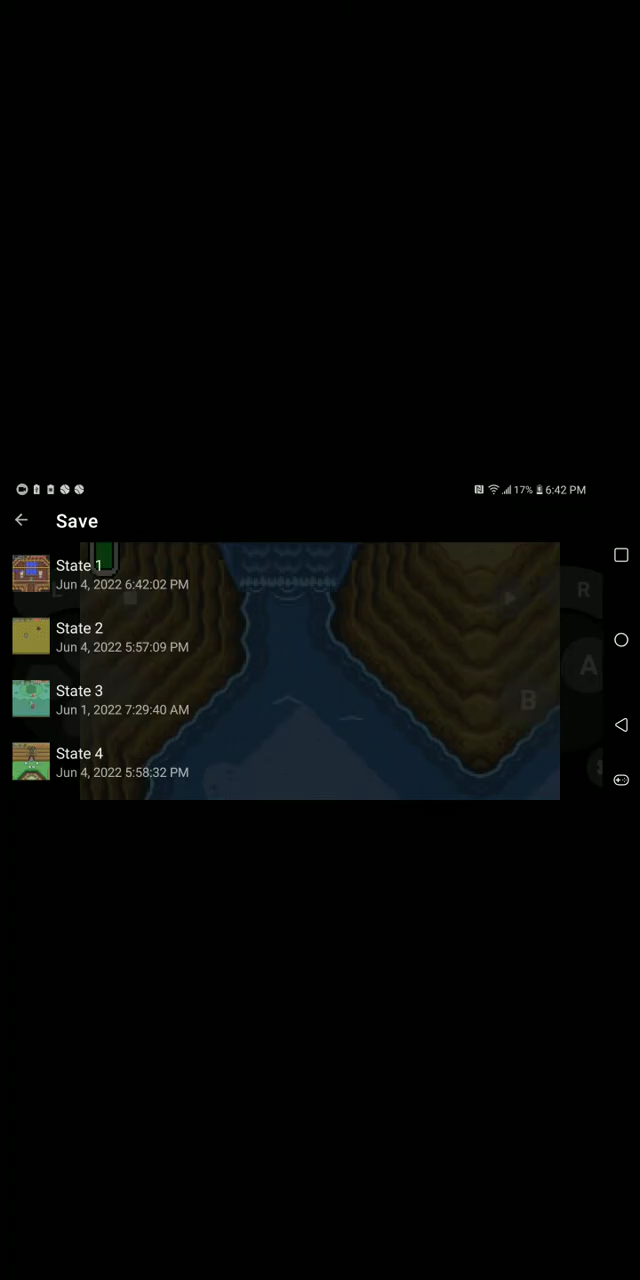 17% 6:42 PM
Save
State 1
Jun 4, 2022 6:42:02 PM
L
R
State 2
Jun 4, 2022 5:57:09 PM
A
State 3
Jun 1, 2022 7:29:40 AM
B
State 4
Jun 4, 2022 5:58:32 PM